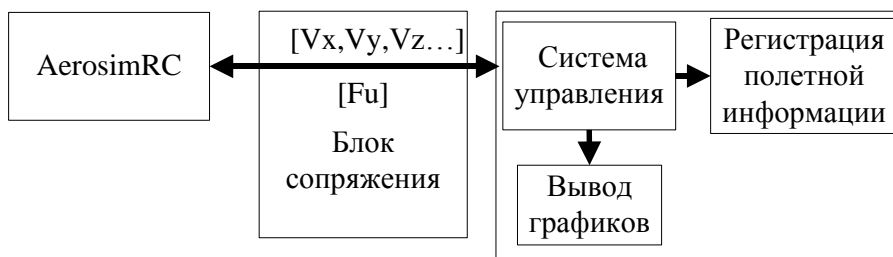 AerosimRC
[Vx,Vy,Vz…]
[Fu]
Блок
сопряжения
Система
управления
Регистрация
полетной
информации
Вывод
графиков